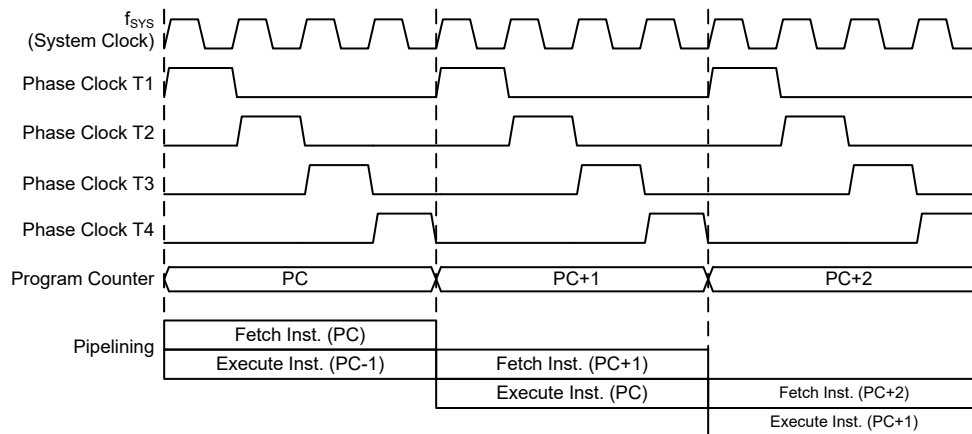 fSYS
(System Clock)
Phase Clock T1
Phase Clock T2
Phase Clock T3
Phase Clock T4
Program Counter PC PC+1 PC+2
Fetch Inst. (PC)
Pipelining
Execute Inst. (PC-1) Fetch Inst. (PC+1)
Execute Inst. (PC) Fetch Inst. (PC+2)
Execute Inst. (PC+1)